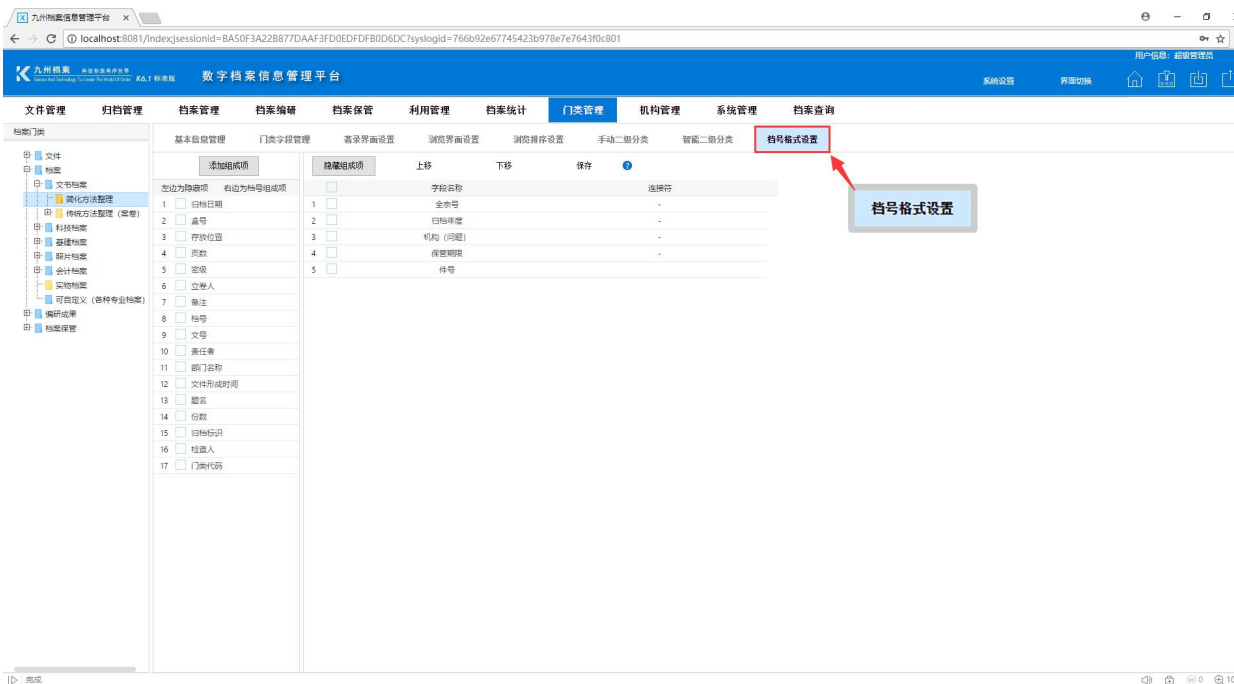 九州档案信息管理平台 ×
localhost:8081/index;jsessionid=BA50F3A22B877DAAF3FD0EDFDFB0D6DC?syslogid=766b92e67745423b978e7e7643f0c801
用户信息：超级管理员
九州档案 K6.1 标准版 数字档案信息管理平台 系统设置 界面切换
文件管理 归档管理 档案管理 档案编研 档案保管 利用管理 档案统计 门类管理 机构管理 系统管理 档案查询
档案门类
基本信息管理 门类字段管理 著录界面设置 浏览界面设置 浏览排序设置 手动二级分类 智能二级分类 档号格式设置
文件
档案
文书档案
简化方法整理
传统方法整理（案卷）
科技档案
基建档案
照片档案
会计档案
实物档案
可自定义（各种专业档案）
编研成果
档案保管
添加组成项
左边为隐藏项 右边为档号组成项
1 归档日期
2 盒号
3 存放位置
4 页数
5 密级
6 立卷人
7 备注
8 档号
9 文号
10 责任者
11 部门名称
12 文件形成时间
13 题名
14 份数
15 归档标识
16 检查人
17 门类代码
隐藏组成项 上移 下移 保存 ?
字段名称 连接符
1 全宗号 -
2 归档年度 -
3 机构（问题） -
4 保管期限 -
5 件号
档号格式设置
完成
0 10